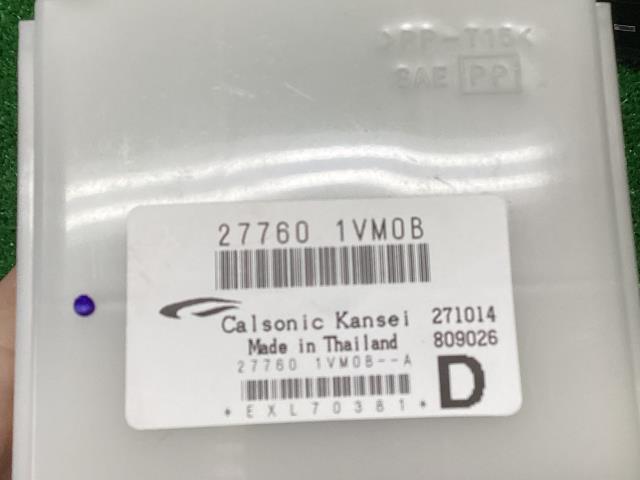 >PP-T15<
SAE PP
27760 1VM0B
Calsonic Kansei 271014
Made in Thailand 809026
27760 1VM0B--A
D
*EXL70381*